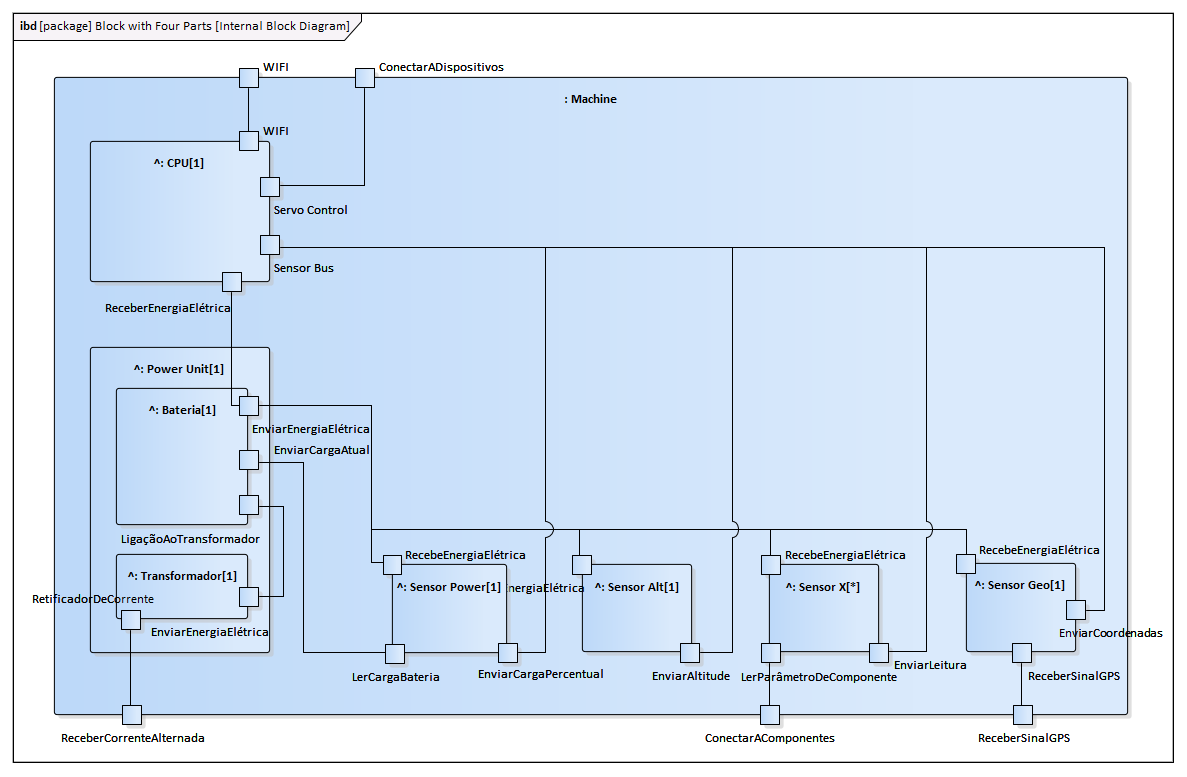 ibd [package] Block with Four Parts [Internal Block Diagram]
WIFI
ConectarADispositivos
: Machine
WIFI
^: CPU[1]
Servo Control
Sensor Bus
ReceberEnergiaElétrica
^: Power Unit[1]
^: Bateria[1]
EnviarEnergiaElétrica
EnviarCargaAtual
LigaçãoAoTransformador
^: Transformador[1]
RetificadorDeCorrente
EnviarEnergiaElétrica
RecebeEnergiaElétrica
^: Sensor Power[1]
nergiaElétrica
^: Sensor Alt[1]
RecebeEnergiaElétrica
^: Sensor X[*]
RecebeEnergiaElétrica
^: Sensor Geo[1]
EnviarCoordenadas
LerCargaBateria
EnviarCargaPercentual
EnviarAltitude
LerParâmetroDeComponente
EnviarLeitura
ReceberSinalGPS
ReceberCorrenteAlternada
ConectarAComponentes
ReceberSinalGPS